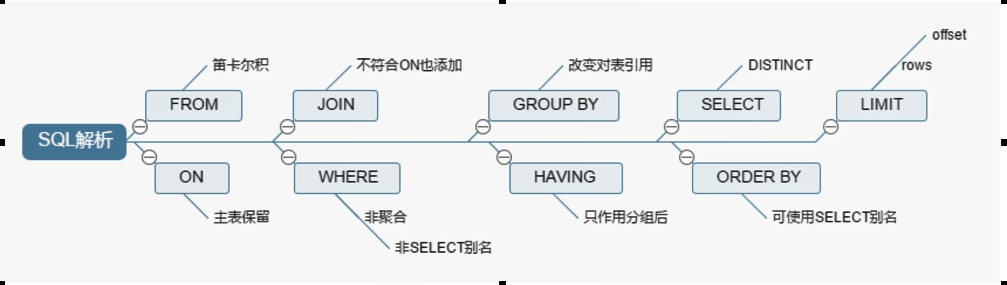 offset
笛卡尔积
不符合ON也添加
改变对表引用
DISTINCT
rows
FROM
JOIN
GROUP BY
SELECT
LIMIT
SQL解析
ON
WHERE
HAVING
ORDER BY
主表保留
非聚合
只作用分组后
可使用SELECT别名
非SELECT别名